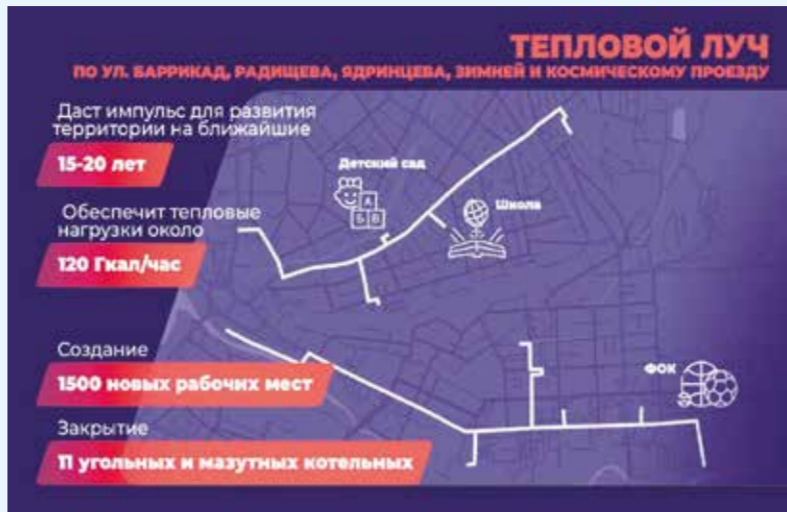 ТЕПЛОВОЙ ЛУЧ
ПО УЛ. БАРРИКАД, РАДИЩЕВА, ЯДРИНЦЕВА, ЗИМНЕЙ И КОСМИЧЕСКОМУ ПРОЕЗДУ
Даст импульс для развития
территории на ближайшие
15-20 лет
Обеспечит тепловые
нагрузки около
120 Гкал/час
Создание
1500 новых рабочих мест
Закрытие
11 угольных и мазутных котельных
Детский сад
А
Б В
Школа
ФОК